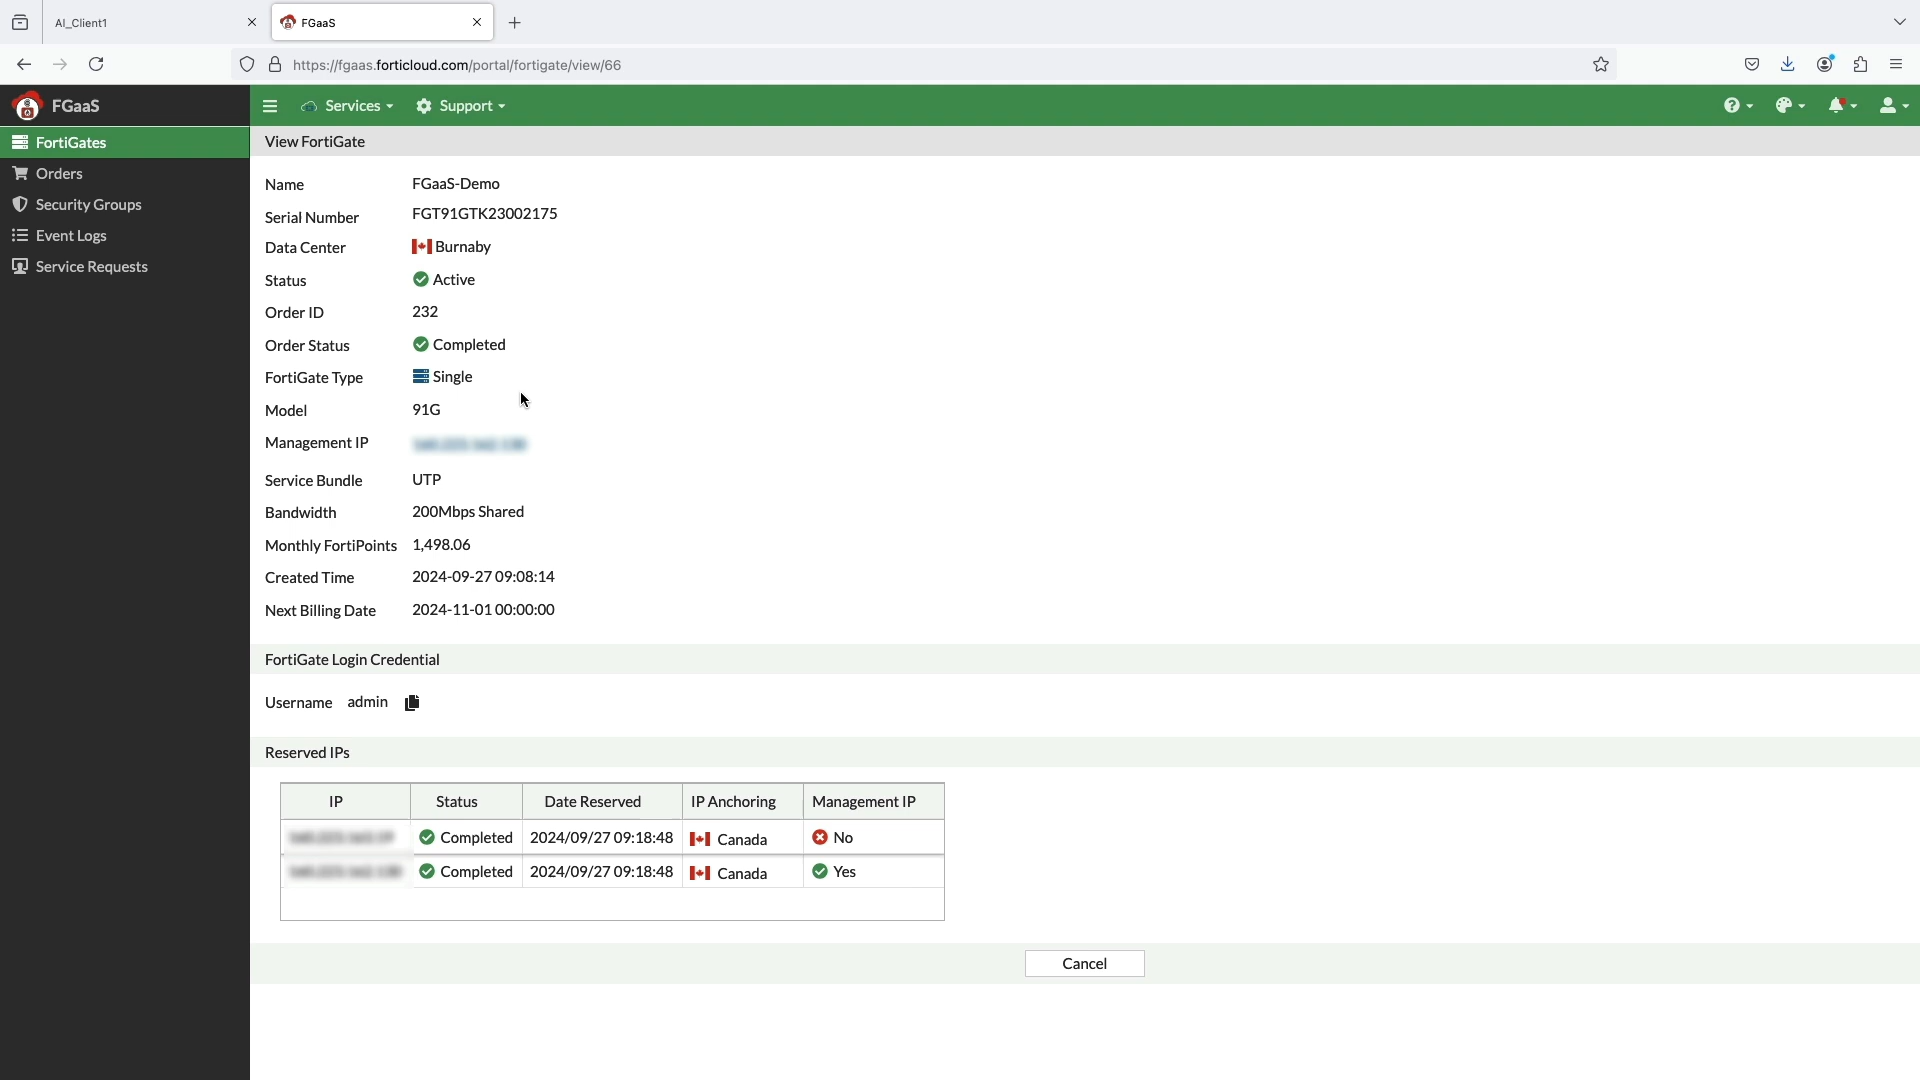 AI_Client1
FGaaS
https://fgaas.forticloud.com/portal/fortigate/view/66
FGaaS
Services
Support
FortiGates
Orders
Security Groups
Event Logs
Service Requests
View FortiGate
Name FGaaS-Demo
Serial Number FGT91GTK23002175
Data Center Burnaby
Status Active
Order ID 232
Order Status Completed
FortiGate Type Single
Model 91G
Management IP
Service Bundle UTP
Bandwidth 200Mbps Shared
Monthly FortiPoints 1,498.06
Created Time 2024-09-27 09:08:14
Next Billing Date 2024-11-01 00:00:00
FortiGate Login Credential
Username admin
Reserved IPs
IP Status Date Reserved IP Anchoring Management IP
Completed 2024/09/27 09:18:48 Canada No
Completed 2024/09/27 09:18:48 Canada Yes
Cancel